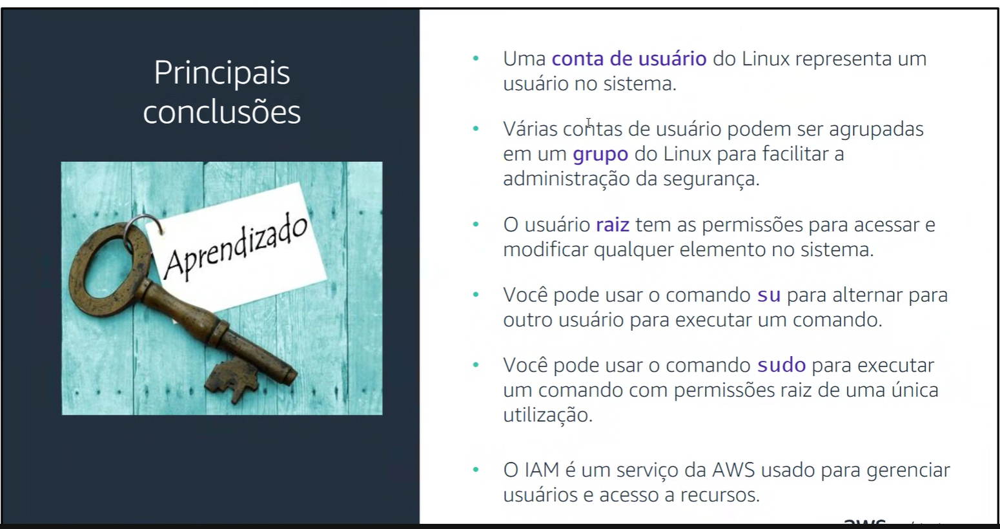 Principais
conclusões
Aprendizado
• Uma conta de usuário do Linux representa um
usuário no sistema.
• Várias contas de usuário podem ser agrupadas
em um grupo do Linux para facilitar a
administração da segurança.
• O usuário raiz tem as permissões para acessar e
modificar qualquer elemento no sistema.
• Você pode usar o comando su para alternar para
outro usuário para executar um comando.
• Você pode usar o comando sudo para executar
um comando com permissões raiz de uma única
utilização.
• O IAM é um serviço da AWS usado para gerenciar
usuários e acesso a recursos.
aws